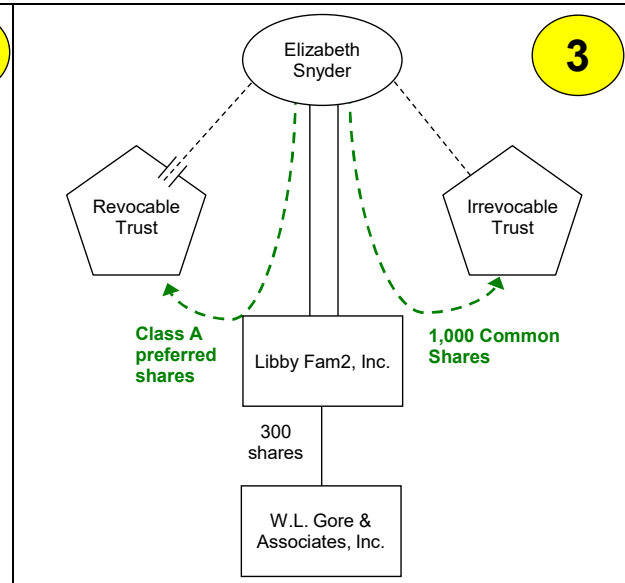 Elizabeth
Snyder
3
Revocable
Trust
Irrevocable
Trust
Class A
preferred
shares
1,000 Common
Shares
Libby Fam2, Inc.
300
shares
W.L. Gore &
Associates, Inc.